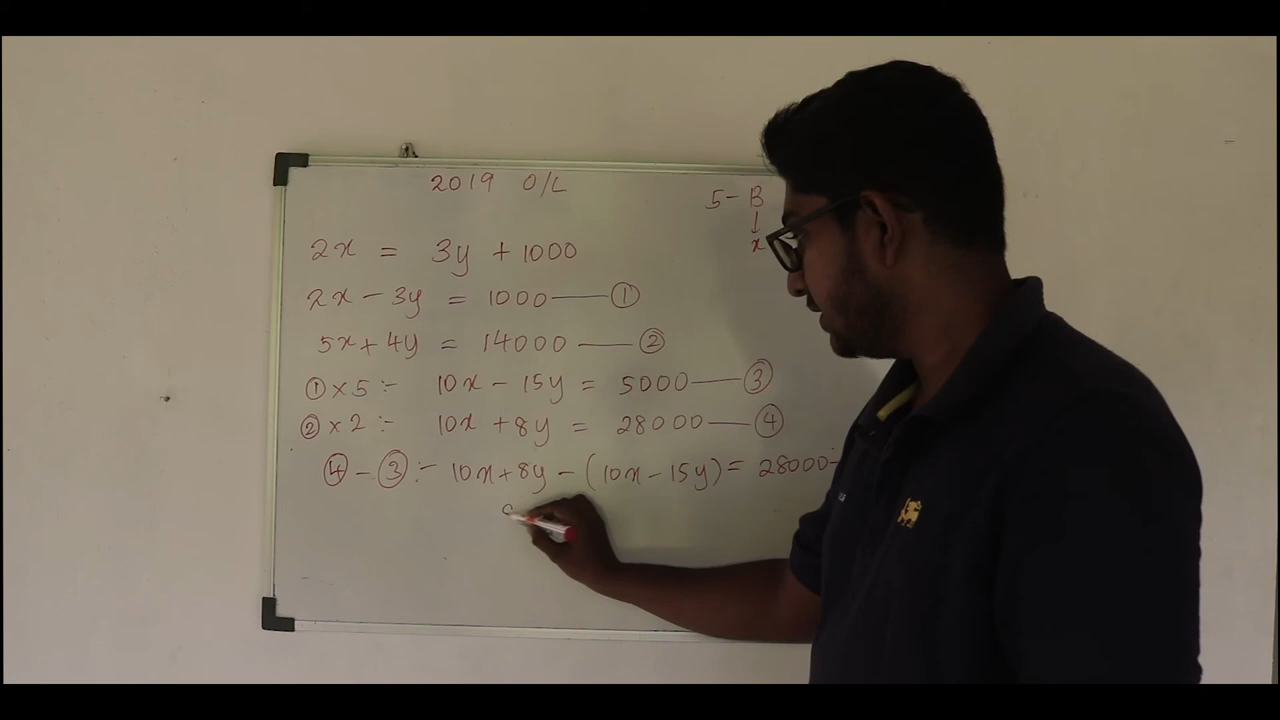 2019 O/L
5 - B
↓
x
2x = 3y + 1000
2x - 3y = 1000 —— ①
5x + 4y = 14000 —— ②
① × 5 :- 10x - 15y = 5000 —— ③
② × 2 :- 10x + 8y = 28000 —— ④
④ - ③ :- 10x + 8y - (10x - 15y) = 28000 -